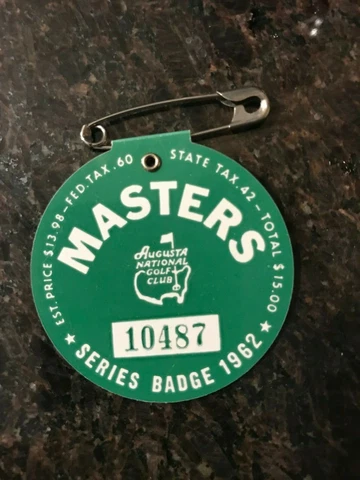 EST. PRICE $13.98-FED. TAX .60 STATE TAX .42-TOTAL $15.00
MASTERS
AUGUSTA
NATIONAL
GOLF
CLUB
10487
★ SERIES BADGE 1962 ★